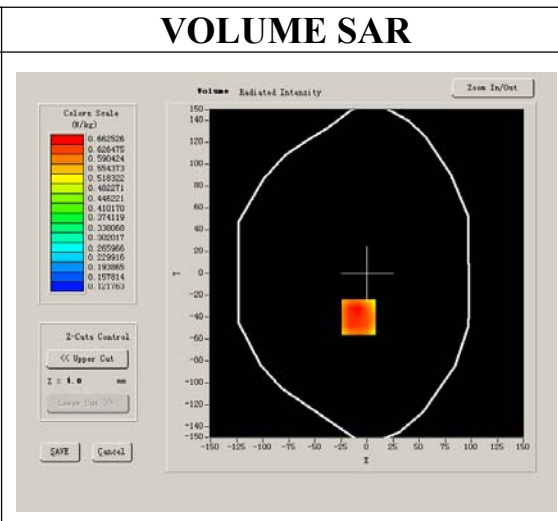 VOLUME SAR
Volume Radiated Intensity
Zoom In/Out
Colors Scale
(W/kg)
0.662526
0.626475
0.590424
0.554373
0.518322
0.482271
0.446221
0.410170
0.374119
0.338068
0.302017
0.265966
0.229916
0.193865
0.157814
0.121763
150
140
120
100
80
60
40
20
0
-20
-40
-60
-80
-100
-120
-140
-150
Y
-150 -125 -100 -75 -50 -25 0 25 50 75 100 125 150
X
Z-Cuts Control
<< Upper Cut
Z = 4.0 mm
Lower Cut >>
SAVE Cancel